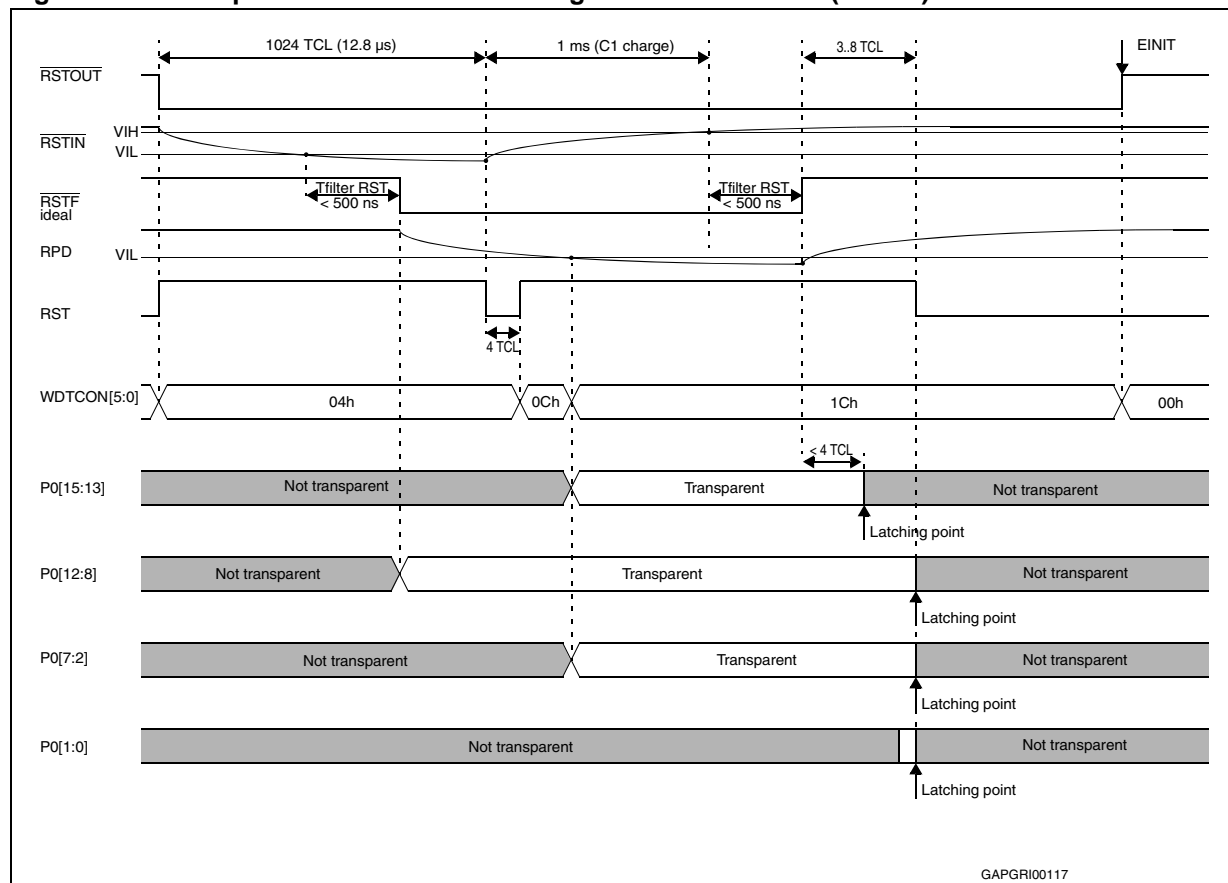 1024 TCL (12.8 µs)
1 ms (C1 charge)
3..8 TCL
EINIT
RSTOUT
RSTIN
VIH
VIL
Tfilter RST
< 500 ns
Tfilter RST
< 500 ns
RSTF
ideal
RPD
VIL
RST
4 TCL
WDTCON[5:0]
04h
0Ch
1Ch
00h
< 4 TCL
P0[15:13]
Not transparent
Transparent
Not transparent
Latching point
P0[12:8]
Not transparent
Transparent
Not transparent
Latching point
P0[7:2]
Not transparent
Transparent
Not transparent
Latching point
P0[1:0]
Not transparent
Not transparent
Latching point
GAPGRI00117